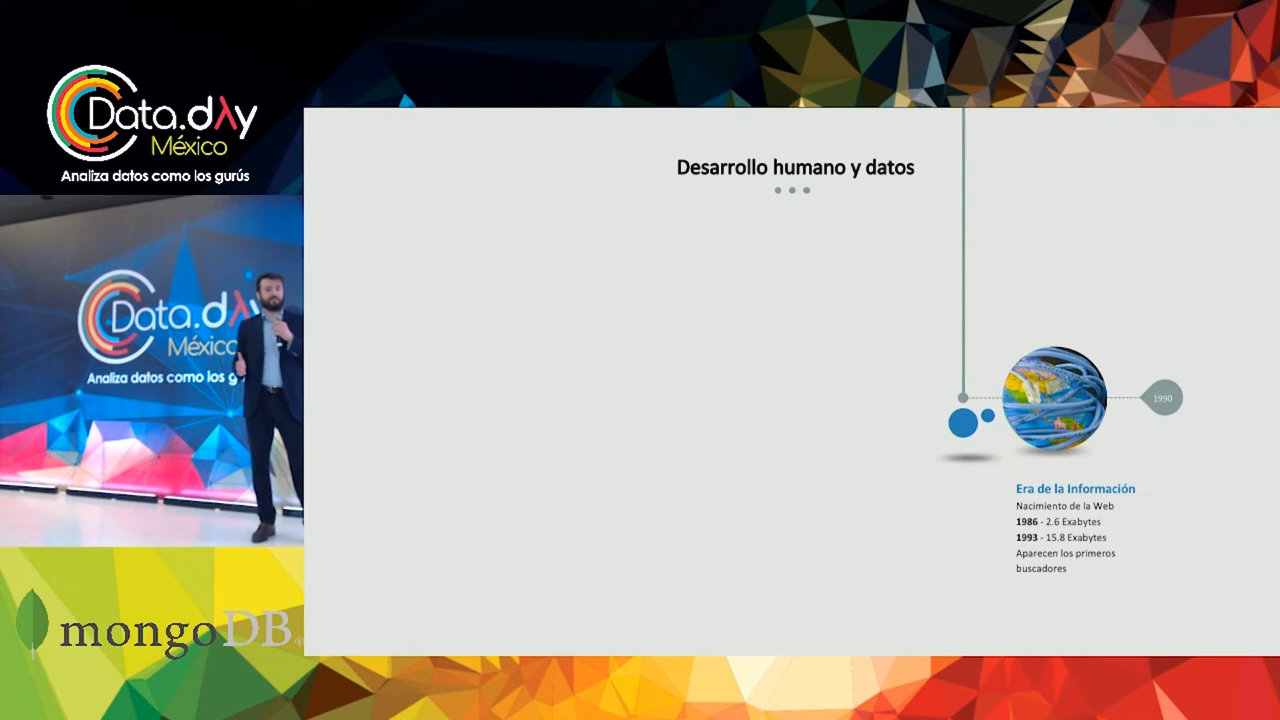 Data.dλy
México
Analiza datos como los gurús
Data.dλy
México
Analiza datos como los g
mongoDB
Desarrollo humano y datos
1990
Era de la Información
Nacimiento de la Web
1986 - 2.6 Exabytes
1993 - 15.8 Exabytes
Aparecen los primeros
buscadores